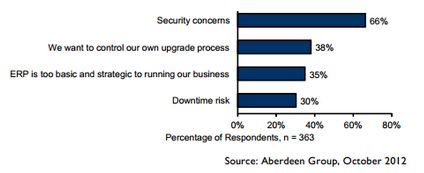 Security concerns 66%
We want to control our own upgrade process 38%
ERP is too basic and strategic to running our business 35%
Downtime risk 30%
0% 20% 40% 60% 80%
Percentage of Respondents, n = 363
Source: Aberdeen Group, October 2012